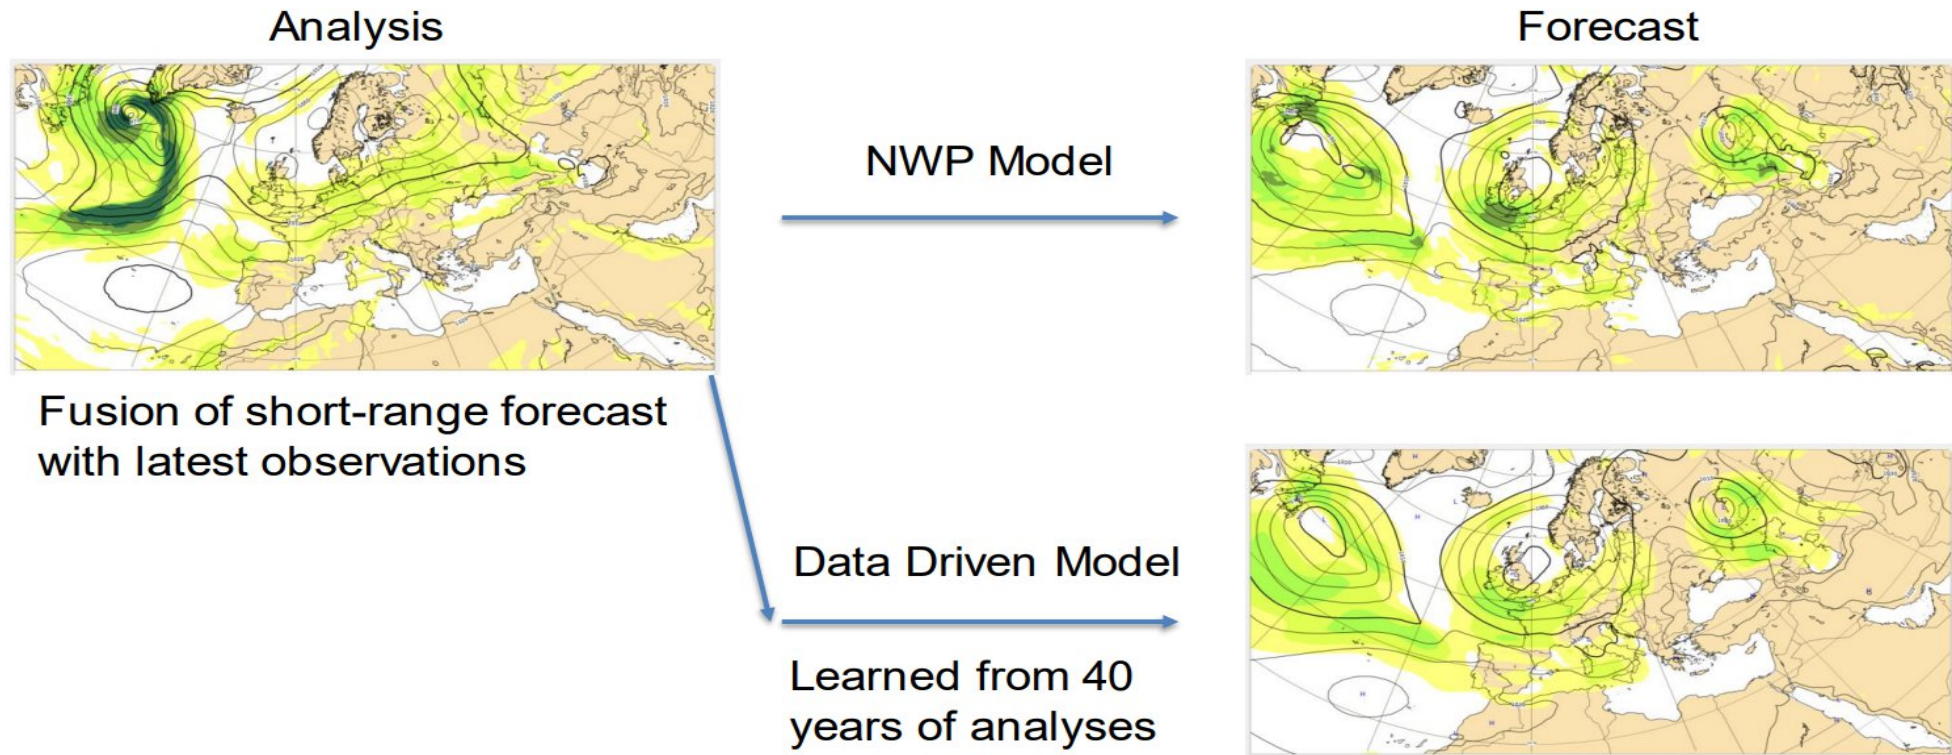 Analysis
Forecast
NWP Model
Fusion of short-range forecast
with latest observations
Data Driven Model
Learned from 40
years of analyses